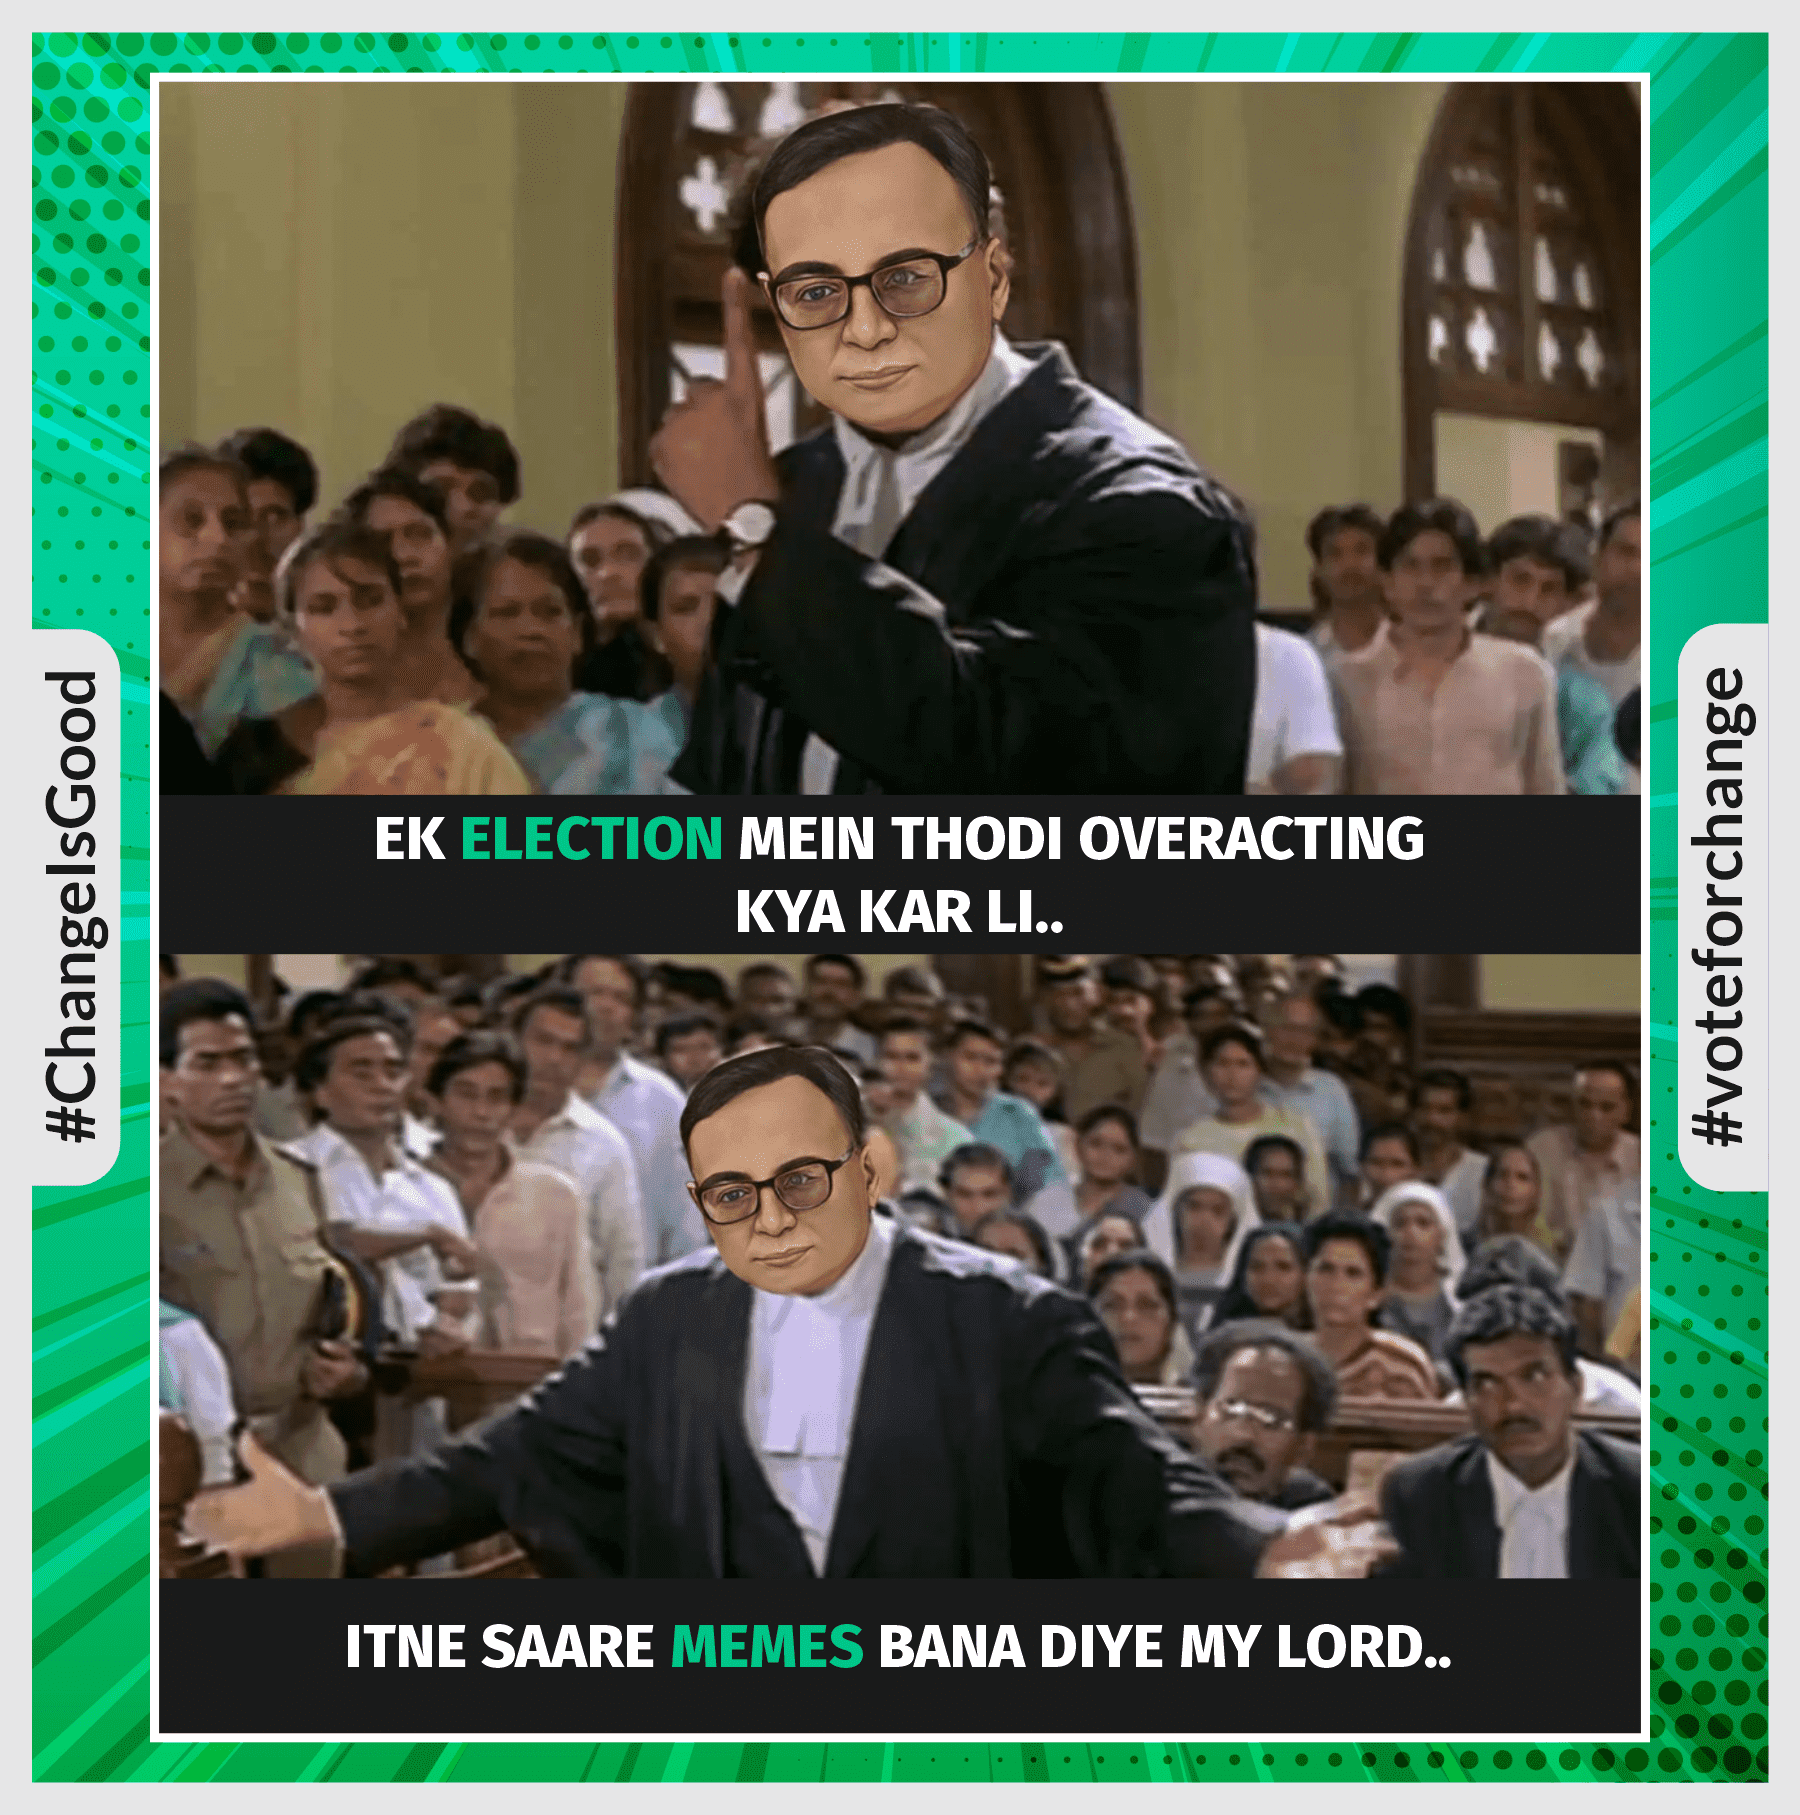 #ChangeIsGood
EK ELECTION MEIN THODI OVERACTING
KYA KAR LI..
#voteforchange
ITNE SAARE MEMES BANA DIYE MY LORD..